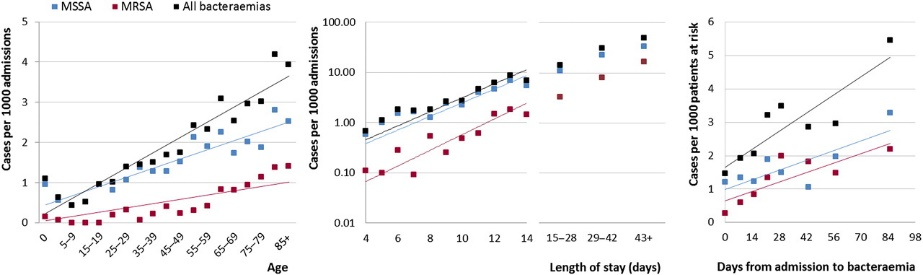 MSSA MRSA All bacteraemias
Cases per 1000 admissions
5
4
3
2
1
0
0 5–9 15–19 25–29 35–39 45–49 55–59 65–69 75–79 85+
Age
Cases per 1000 admissions
100.00
10.00
1.00
0.10
0.01
4 6 8 10 12 14 15–28 29–42 43+
Length of stay (days)
Cases per 1000 patients at risk
6
5
4
3
2
1
0
0 14 28 42 56 70 84 98
Days from admission to bacteraemia